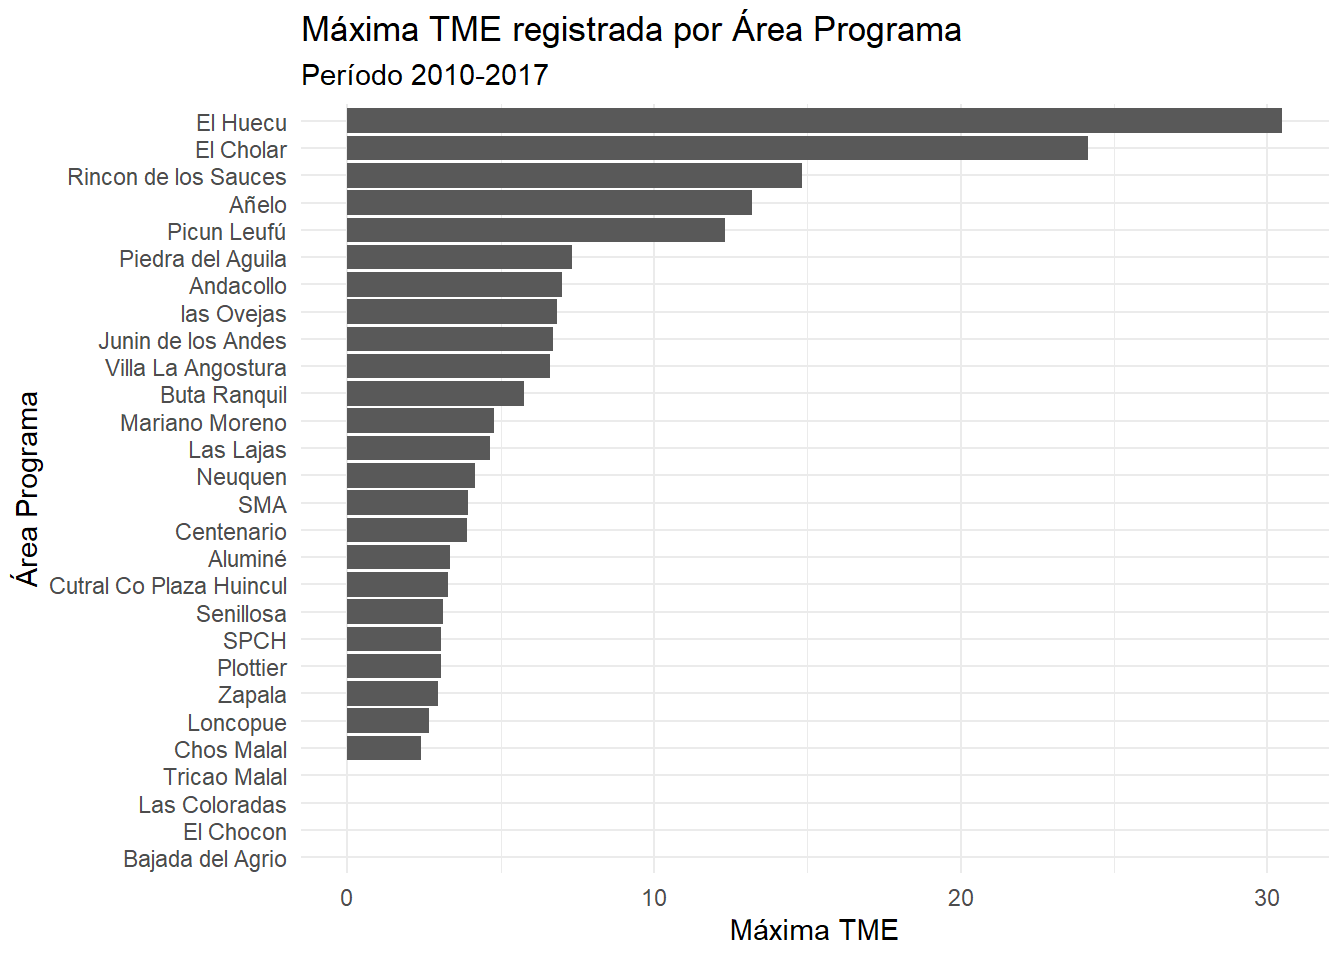 Máxima TME registrada por Área Programa
Período 2010-2017
El Huecu
El Cholar
Rincon de los Sauces
Añelo
Picun Leufú
Piedra del Aguila
Andacollo
las Ovejas
Junin de los Andes
Villa La Angostura
Buta Ranquil
Mariano Moreno
Las Lajas
Neuquen
SMA
Centenario
Aluminé
Cutral Co Plaza Huincul
Senillosa
SPCH
Plottier
Zapala
Loncopue
Chos Malal
Tricao Malal
Las Coloradas
El Chocon
Bajada del Agrio
Área Programa
0 10 20 30
Máxima TME